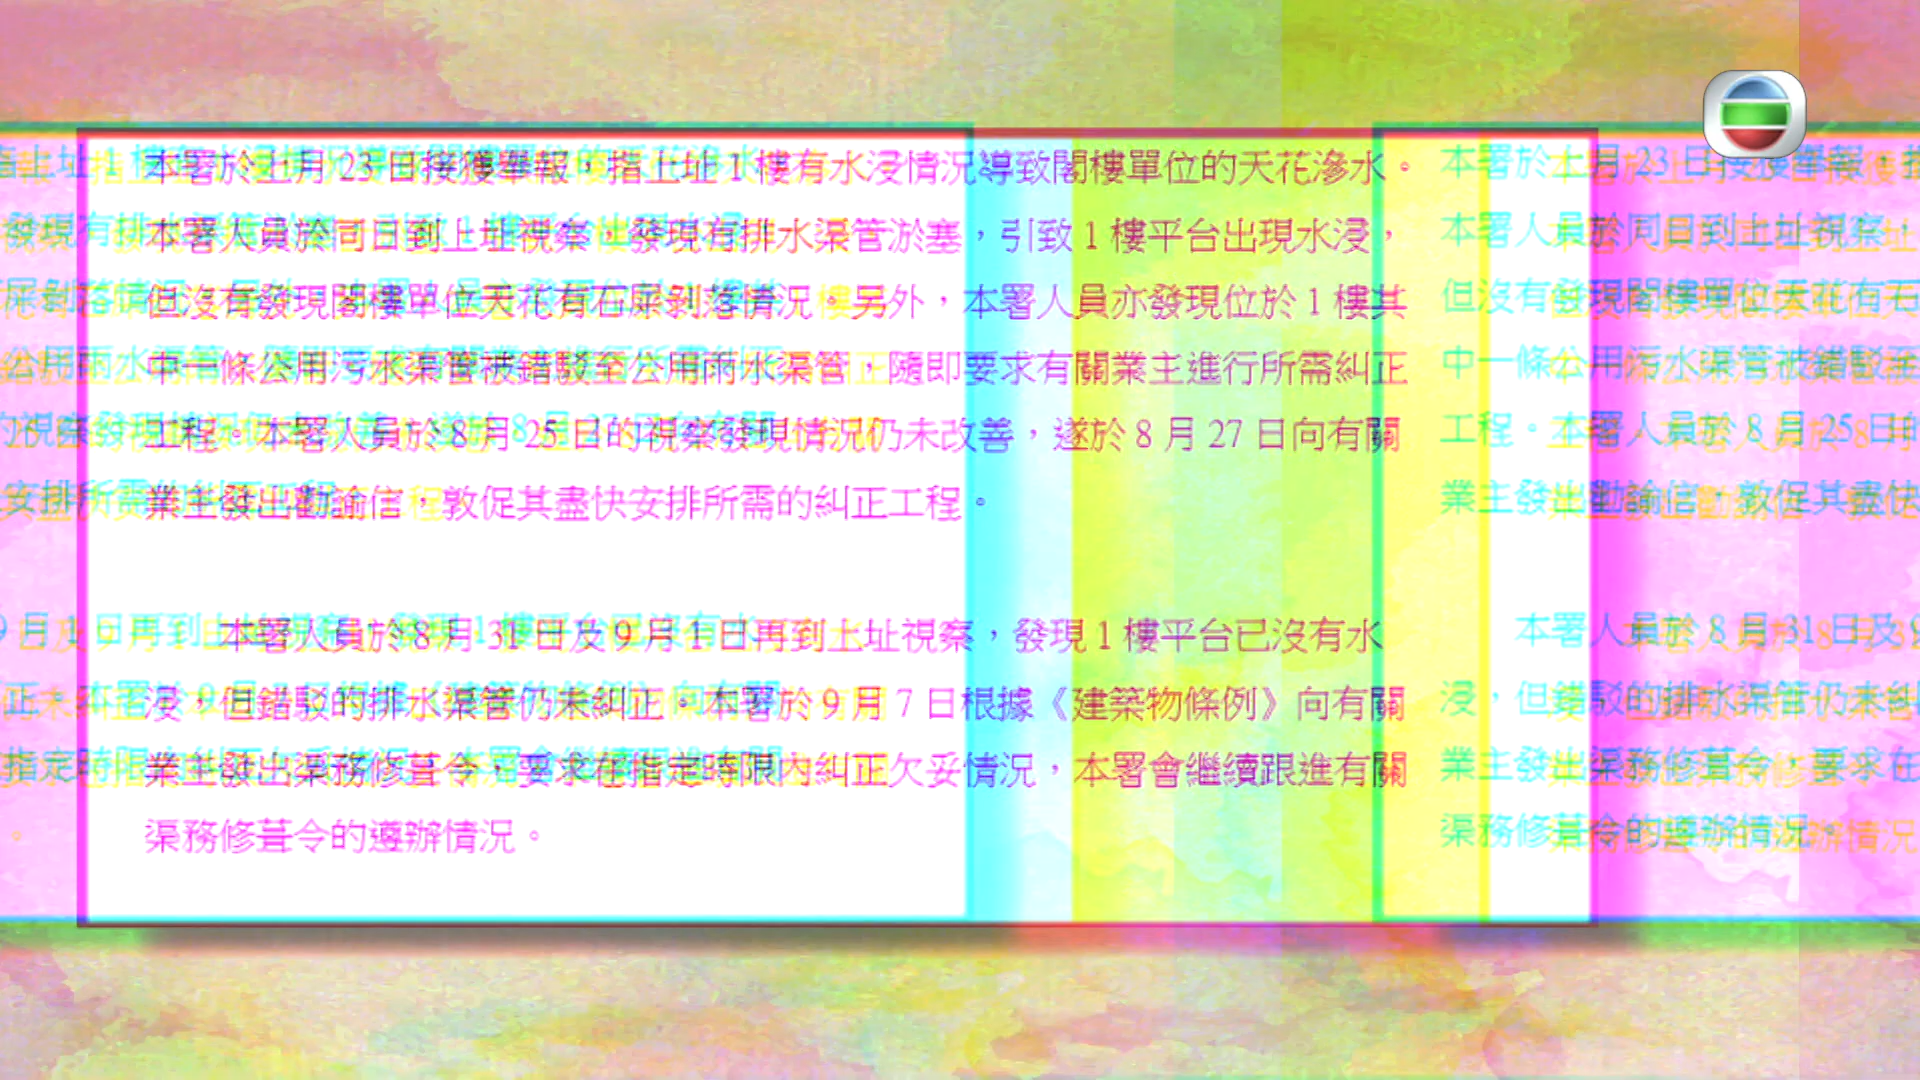 本署於上月 23 日接獲舉報，指上址 1 樓有水浸情況導致閣樓單位的天花滲水。
本署人員於同日到上址視察，發現有排水渠管淤塞，引致 1 樓平台出現水浸，
但沒有發現閣樓單位天花有石屎剝落情況。另外，本署人員亦發現位於 1 樓其
中一條公用污水渠管被錯駁至公用雨水渠管，隨即要求有關業主進行所需糾正
工程。本署人員於 8 月 25 日的視察發現情況仍未改善，遂於 8 月 27 日向有關
業主發出勸諭信，敦促其盡快安排所需的糾正工程。
本署人員於 8 月 31 日及 9 月 1 日再到上址視察，發現 1 樓平台已沒有水
浸，但錯駁的排水渠管仍未糾正。本署於 9 月 7 日根據《建築物條例》向有關
業主發出渠務修葺令，要求在指定時限內糾正欠妥情況，本署會繼續跟進有關
渠務修葺令的遵辦情況。